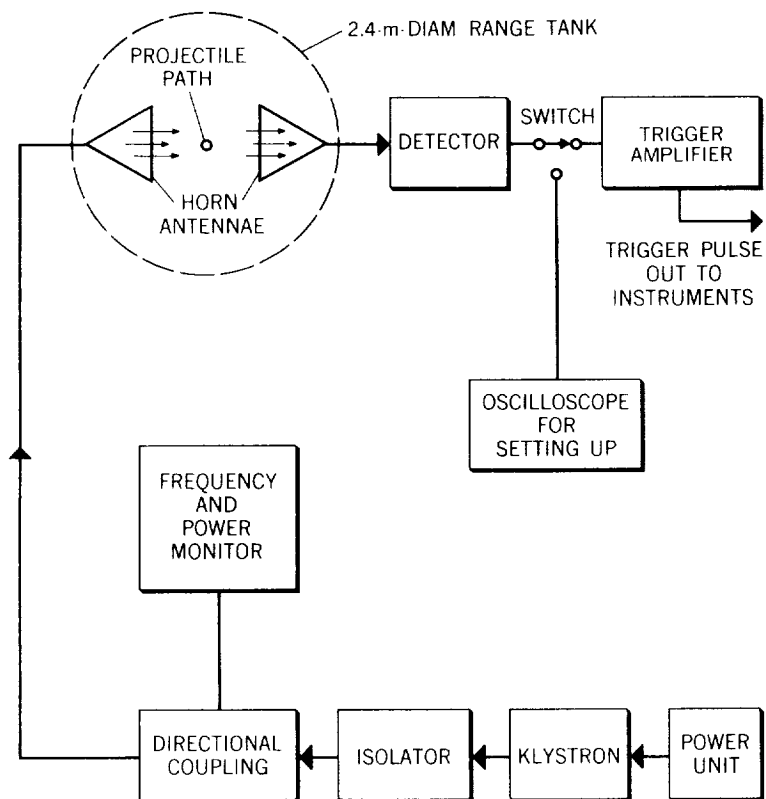 2.4-m-DIAM RANGE TANK
PROJECTILE
PATH
HORN
ANTENNAE
DETECTOR
SWITCH
TRIGGER
AMPLIFIER
TRIGGER PULSE
OUT TO
INSTRUMENTS
OSCILLOSCOPE
FOR
SETTING UP
FREQUENCY
AND
POWER
MONITOR
DIRECTIONAL
COUPLING
ISOLATOR
KLYSTRON
POWER
UNIT